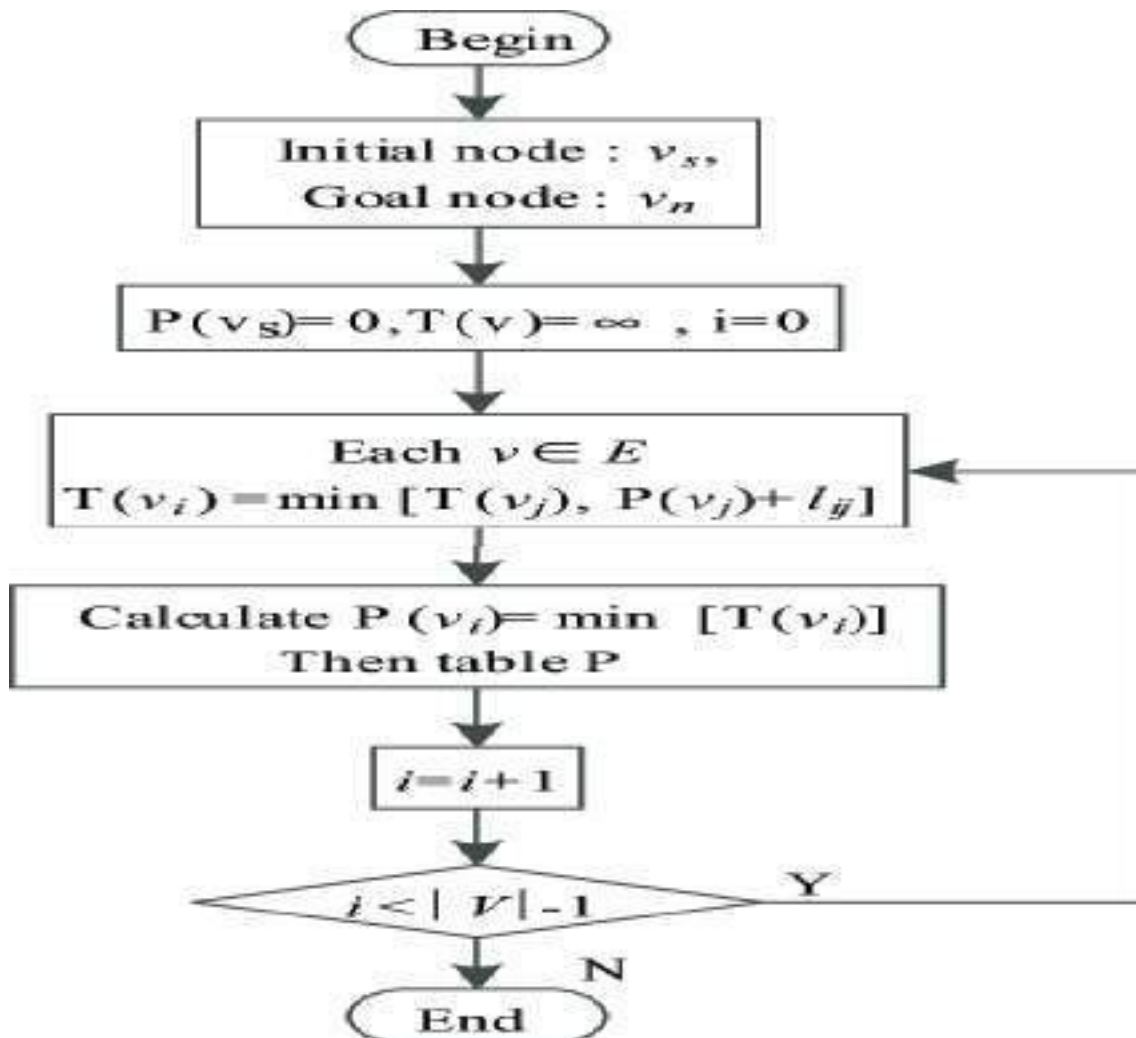 Begin
Initial node : vₛ,
Goal node : vₙ
P(vₛ)=0,T(v)=∞ , i=0
Each v∈E
T(vᵢ)=min [T(vⱼ), P(vⱼ)+lᵢⱼ]
Calculate P(vᵢ)=min [T(vᵢ)]
Then table P
i=i+1
i<|V|-1
Y
N
End